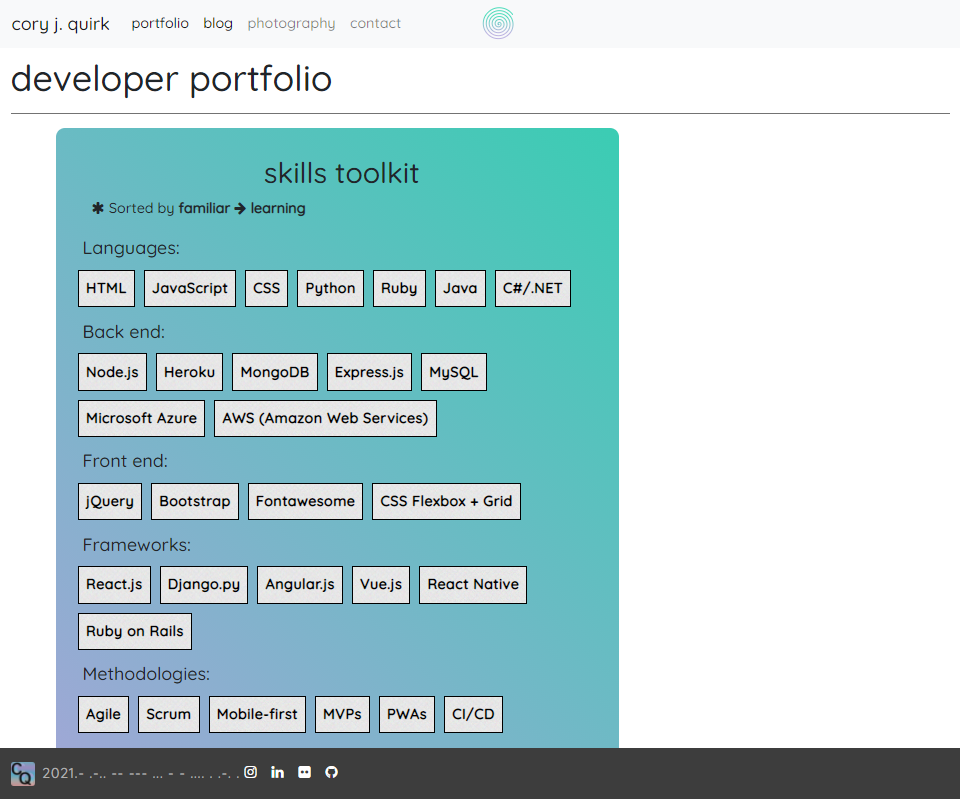 cory j. quirk portfolio blog photography contact
developer portfolio
skills toolkit
✱ Sorted by familiar → learning
Languages:
HTML JavaScript CSS Python Ruby Java C#/.NET
Back end:
Node.js Heroku MongoDB Express.js MySQL
Microsoft Azure AWS (Amazon Web Services)
Front end:
jQuery Bootstrap Fontawesome CSS Flexbox + Grid
Frameworks:
React.js Django.py Angular.js Vue.js React Native
Ruby on Rails
Methodologies:
Agile Scrum Mobile-first MVPs PWAs CI/CD
CQ 2021.- .-.. -- --- ... - - .... . .-. .